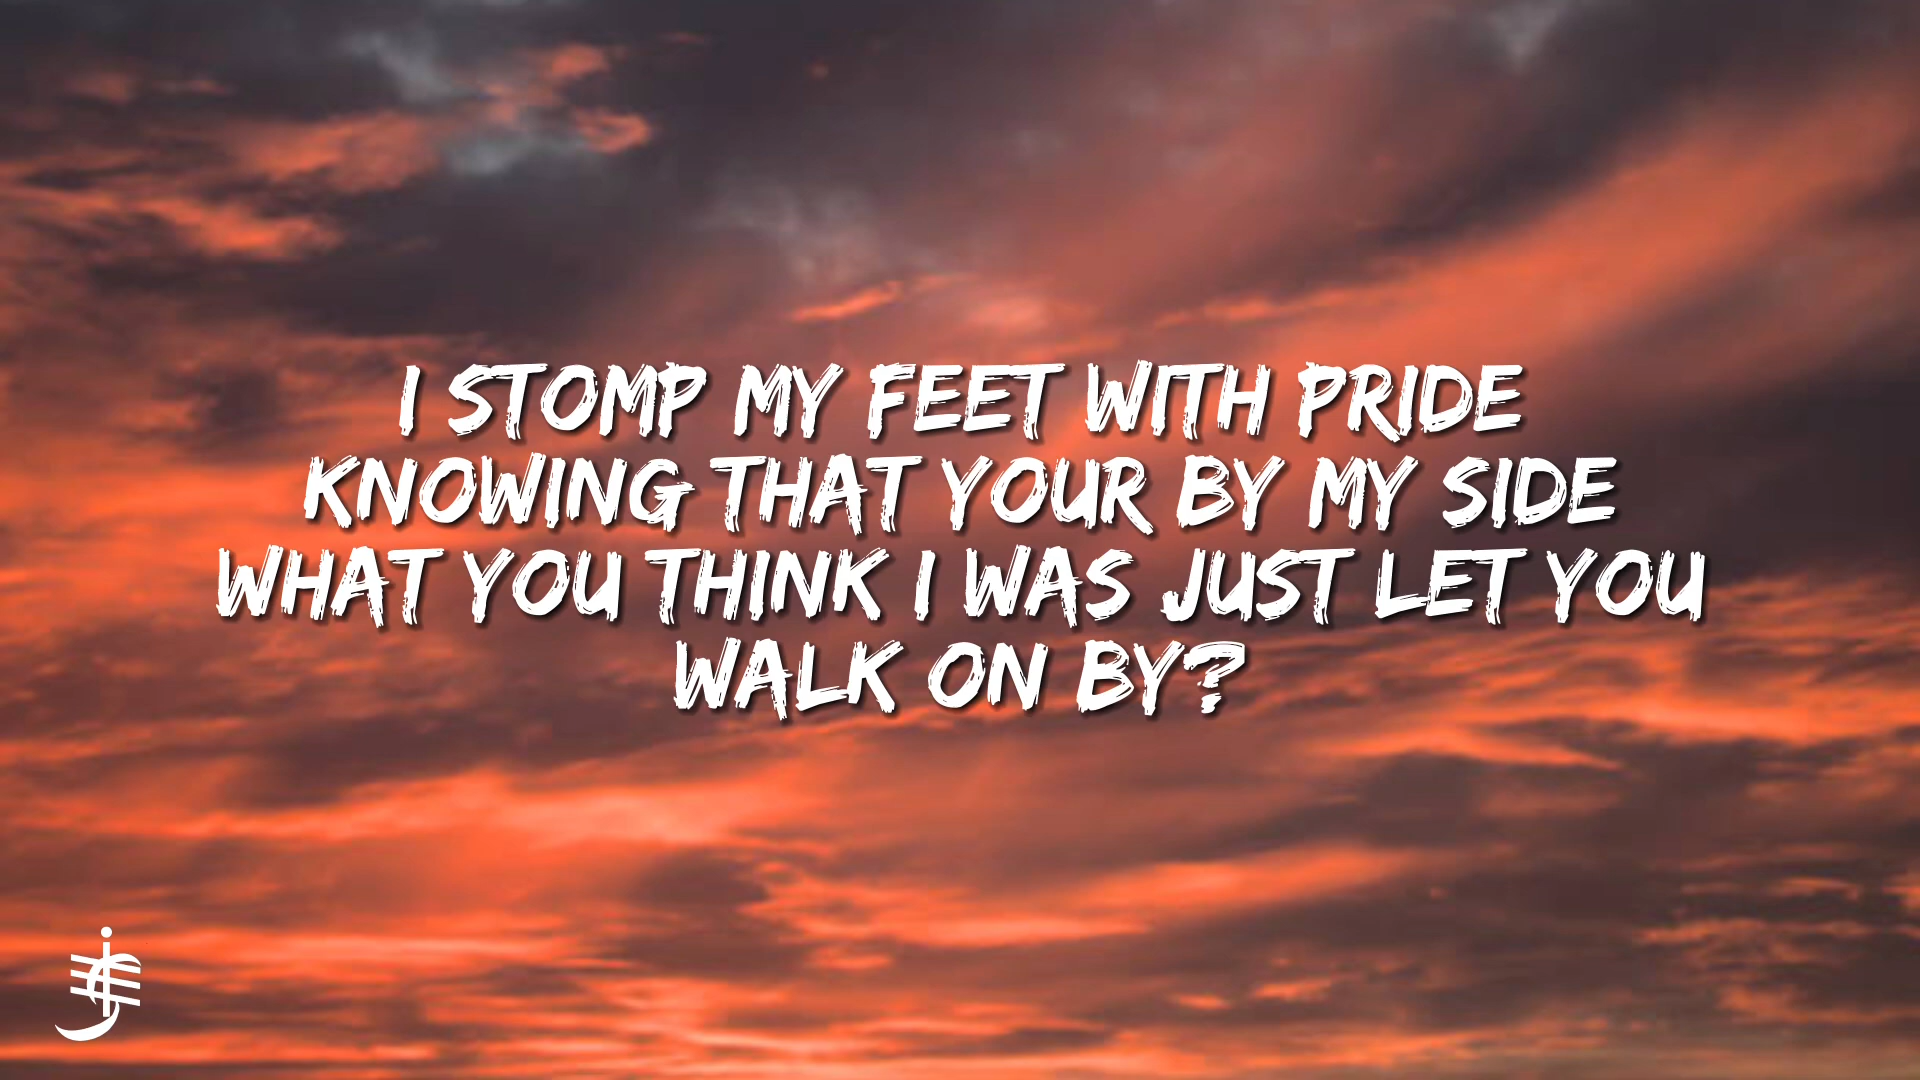 I STOMP MY FEET WITH PRIDE
KNOWING THAT YOUR BY MY SIDE
WHAT YOU THINK I WAS JUST LET YOU
WALK ON BY?